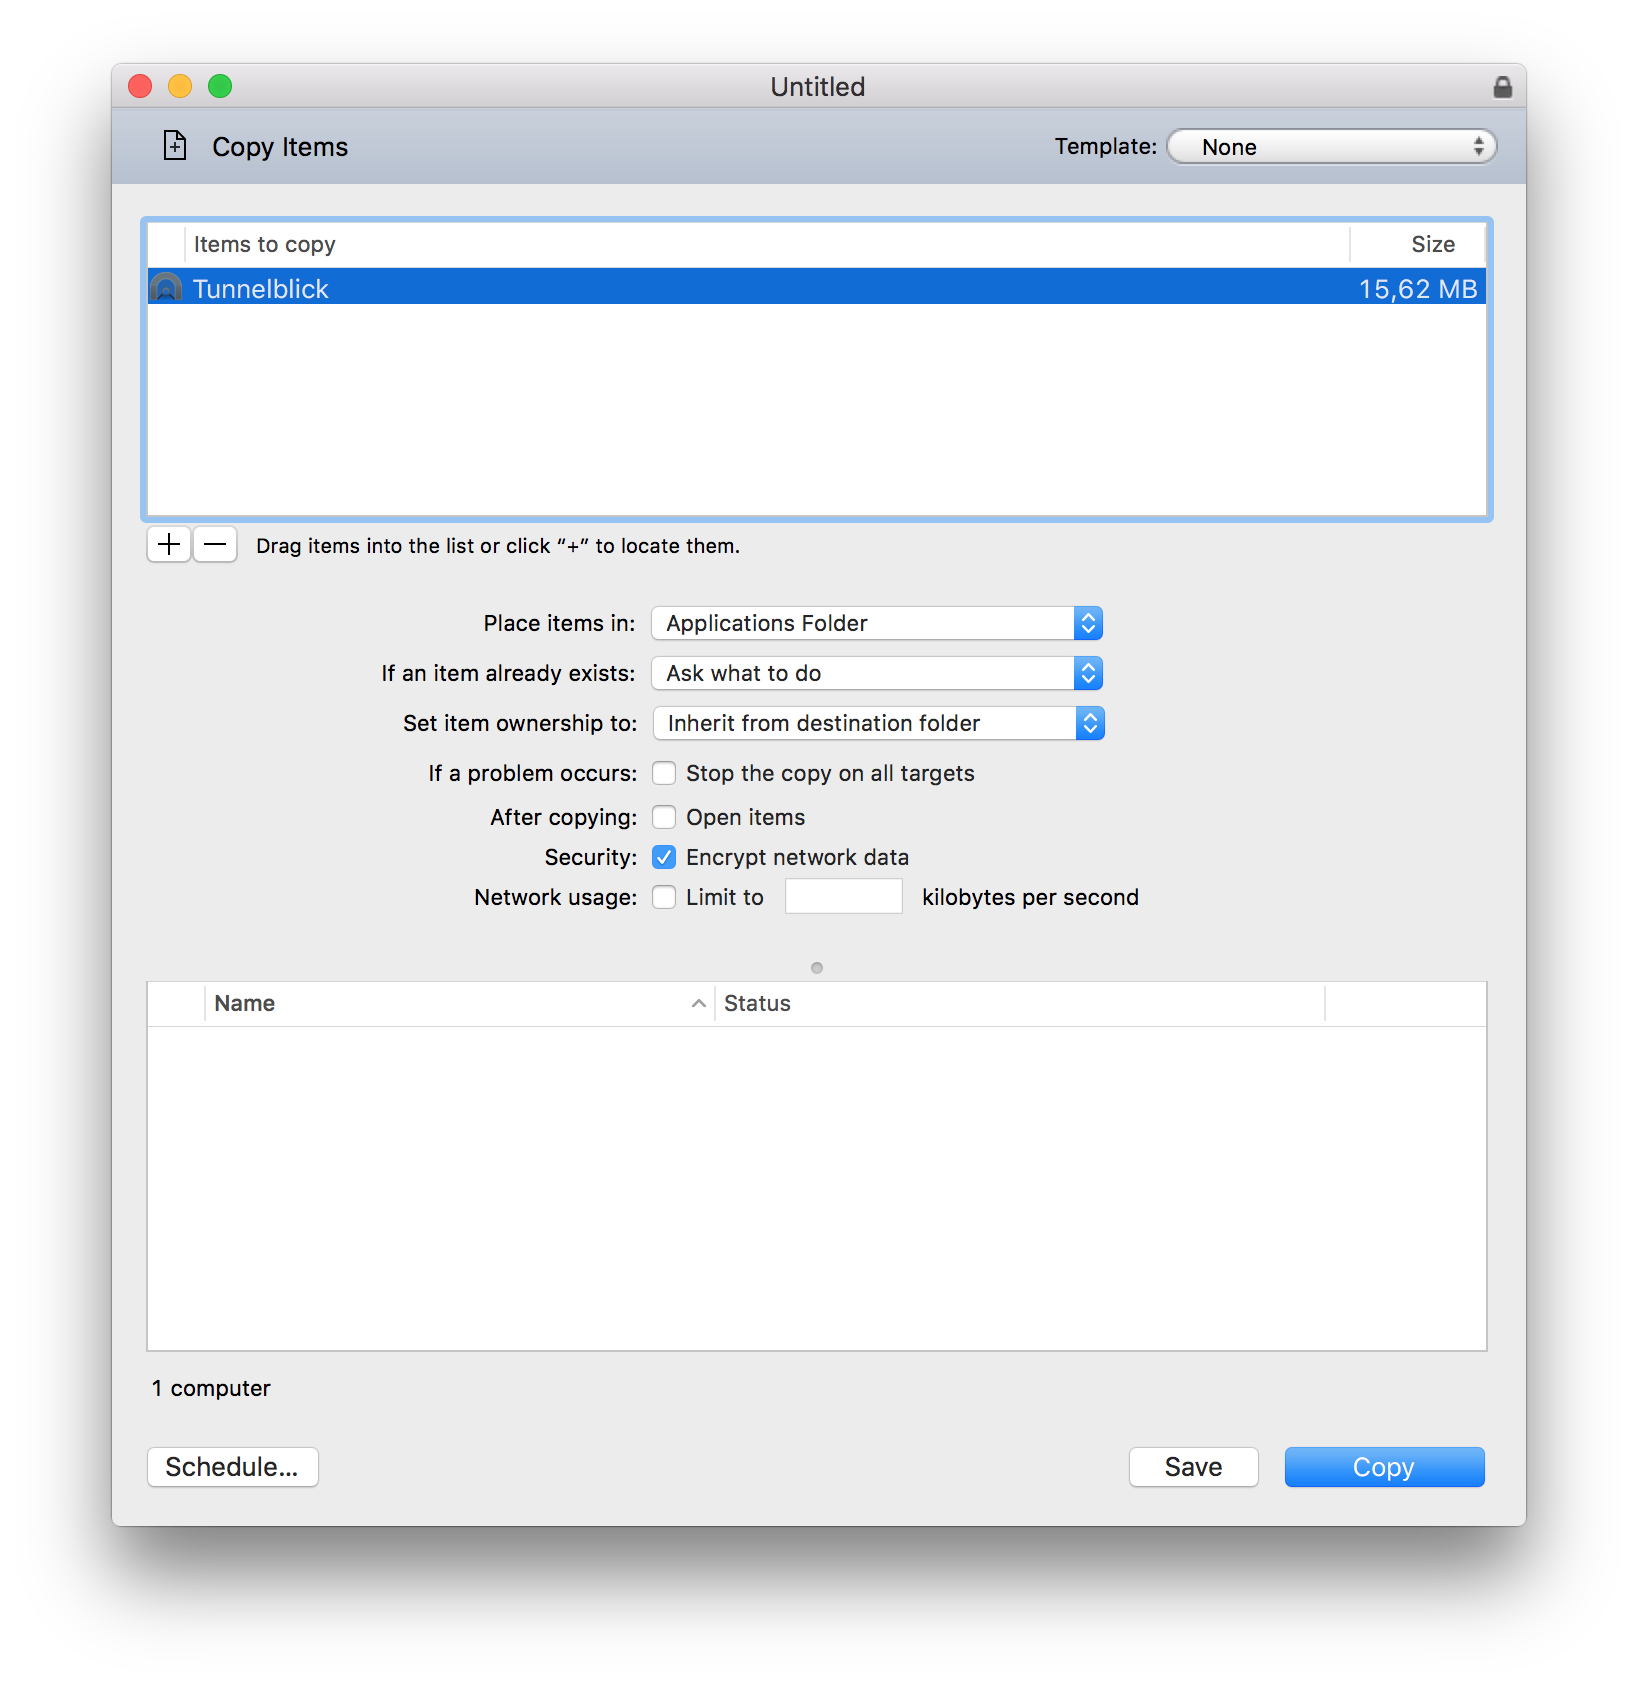 Untitled
Copy Items
Template: None
Items to copy Size
Tunnelblick 15,62 MB
Drag items into the list or click “+” to locate them.
Place items in: Applications Folder
If an item already exists: Ask what to do
Set item ownership to: Inherit from destination folder
If a problem occurs: Stop the copy on all targets
After copying: Open items
Security: Encrypt network data
Network usage: Limit to kilobytes per second
Name Status
1 computer
Schedule... Save Copy